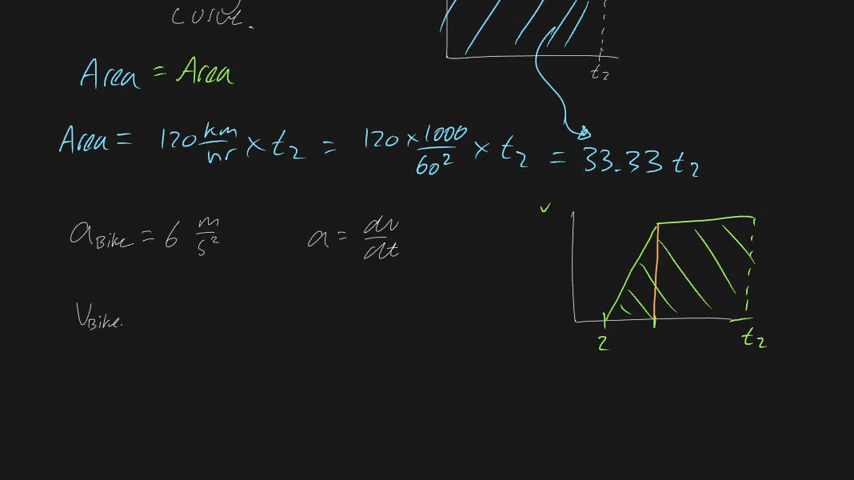 curve.
t₂
Area = Area
Area = 120 km/hr × t₂ = 120 × 1000/60² × t₂ = 33.33 t₂
v
a_Bike = 6 m/s² a = dv/dt
V_Bike.
2 t₂